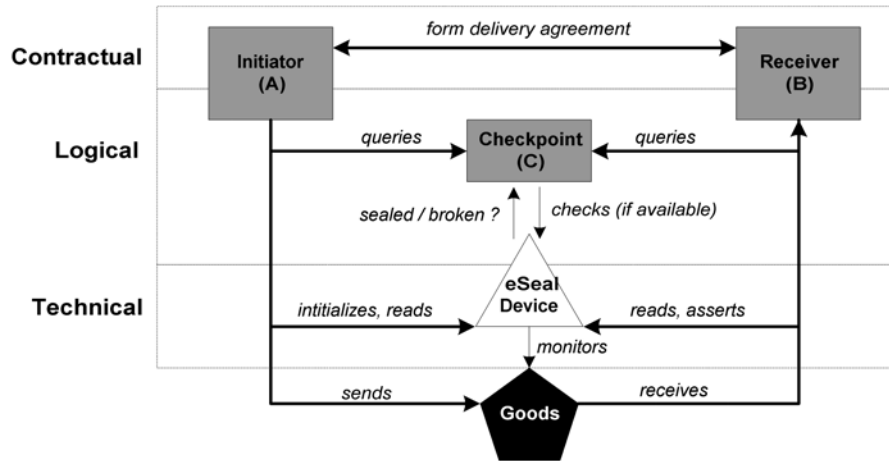 form delivery agreement
Contractual
Initiator
(A)
Receiver
(B)
Logical
queries
Checkpoint
(C)
queries
sealed / broken ?
checks (if available)
Technical
eSeal
Device
intitializes, reads
reads, asserts
monitors
sends
Goods
receives